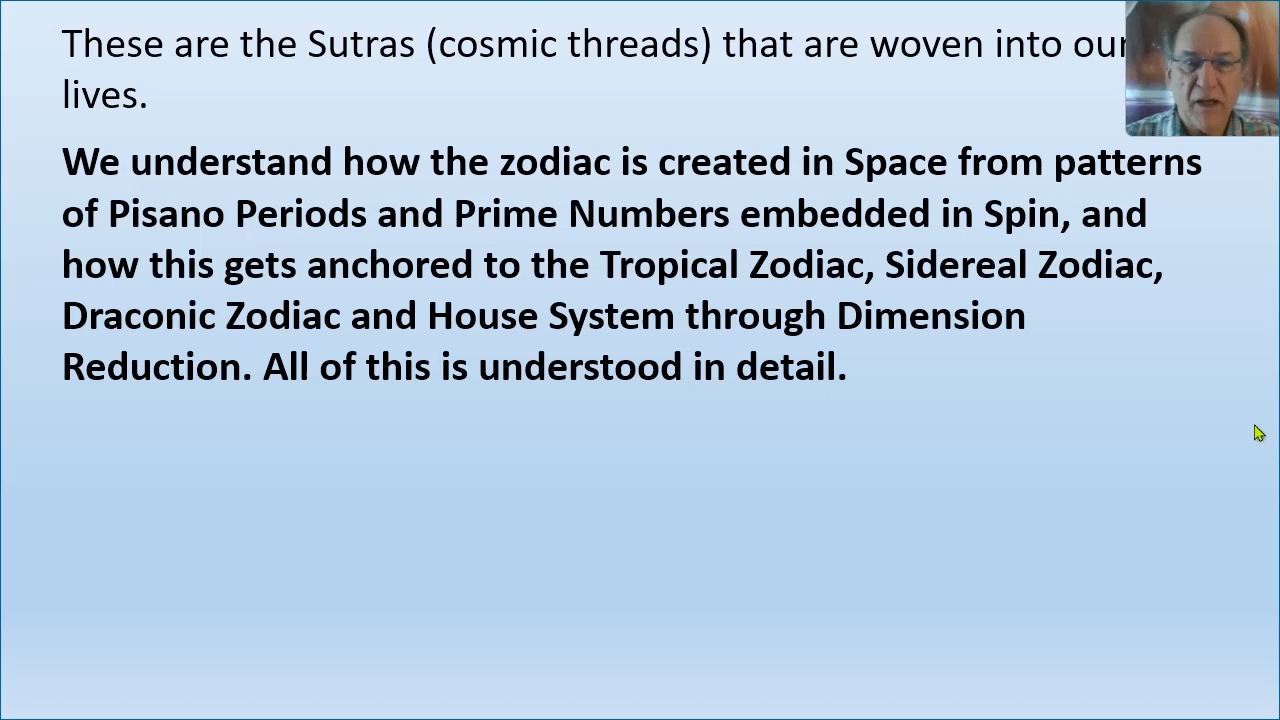 These are the Sutras (cosmic threads) that are woven into our
lives.
We understand how the zodiac is created in Space from patterns
of Pisano Periods and Prime Numbers embedded in Spin, and
how this gets anchored to the Tropical Zodiac, Sidereal Zodiac,
Draconic Zodiac and House System through Dimension
Reduction. All of this is understood in detail.